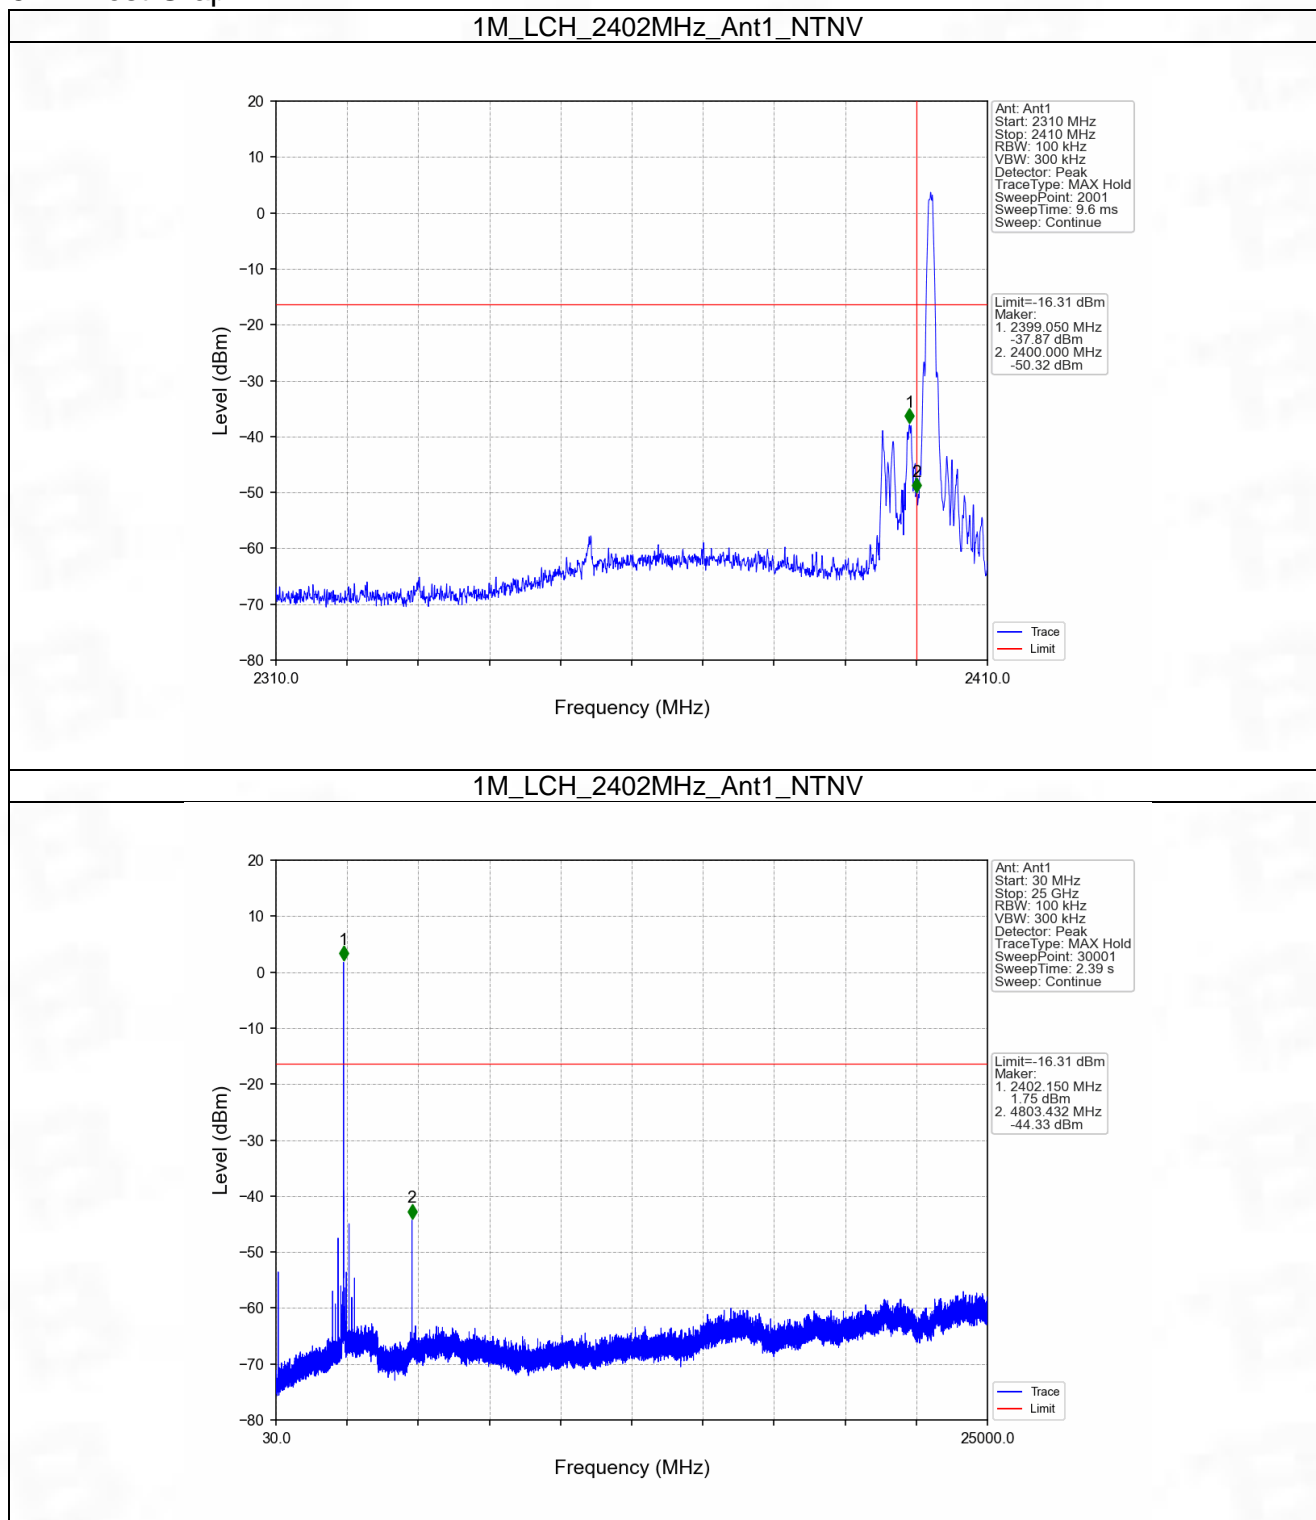 1M_LCH_2402MHz_Ant1_NTNV
20
10
0
−10
−20
−30
−40
−50
−60
−70
−80
Level (dBm)
2310.0
2410.0
Frequency (MHz)
1
2
Ant: Ant1
Start: 2310 MHz
Stop: 2410 MHz
RBW: 100 kHz
VBW: 300 kHz
Detector: Peak
TraceType: MAX Hold
SweepPoint: 2001
SweepTime: 9.6 ms
Sweep: Continue
Limit=-16.31 dBm
Maker:
1. 2399.050 MHz
-37.87 dBm
2. 2400.000 MHz
-50.32 dBm
Trace
Limit
1M_LCH_2402MHz_Ant1_NTNV
20
10
0
−10
−20
−30
−40
−50
−60
−70
−80
Level (dBm)
30.0
25000.0
Frequency (MHz)
1
2
Ant: Ant1
Start: 30 MHz
Stop: 25 GHz
RBW: 100 kHz
VBW: 300 kHz
Detector: Peak
TraceType: MAX Hold
SweepPoint: 30001
SweepTime: 2.39 s
Sweep: Continue
Limit=-16.31 dBm
Maker:
1. 2402.150 MHz
1.75 dBm
2. 4803.432 MHz
-44.33 dBm
Trace
Limit